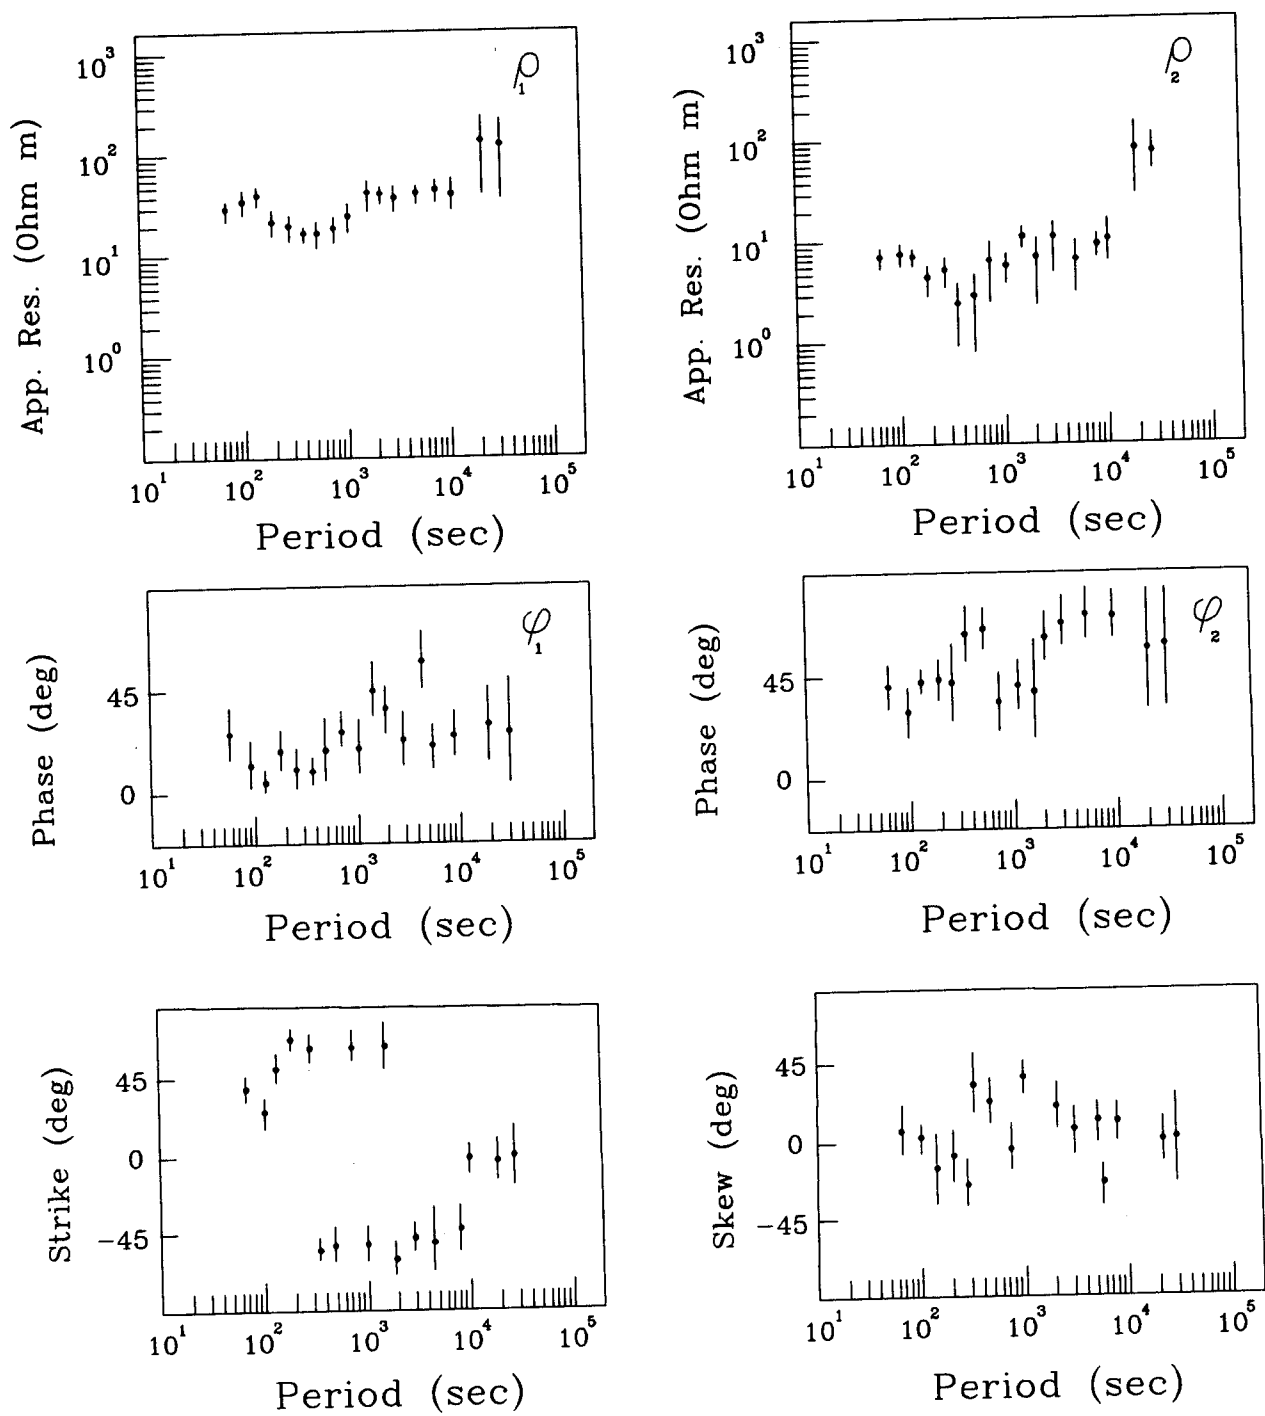 ρ₁
App. Res. (Ohm m)
10³
10²
10¹
10⁰
10¹ 10² 10³ 10⁴ 10⁵
Period (sec)
ρ₂
App. Res. (Ohm m)
10³
10²
10¹
10⁰
10¹ 10² 10³ 10⁴ 10⁵
Period (sec)
φ₁
Phase (deg)
45
0
10¹ 10² 10³ 10⁴ 10⁵
Period (sec)
φ₂
Phase (deg)
45
0
10¹ 10² 10³ 10⁴ 10⁵
Period (sec)
Strike (deg)
45
0
-45
10¹ 10² 10³ 10⁴ 10⁵
Period (sec)
Skew (deg)
45
0
-45
10¹ 10² 10³ 10⁴ 10⁵
Period (sec)